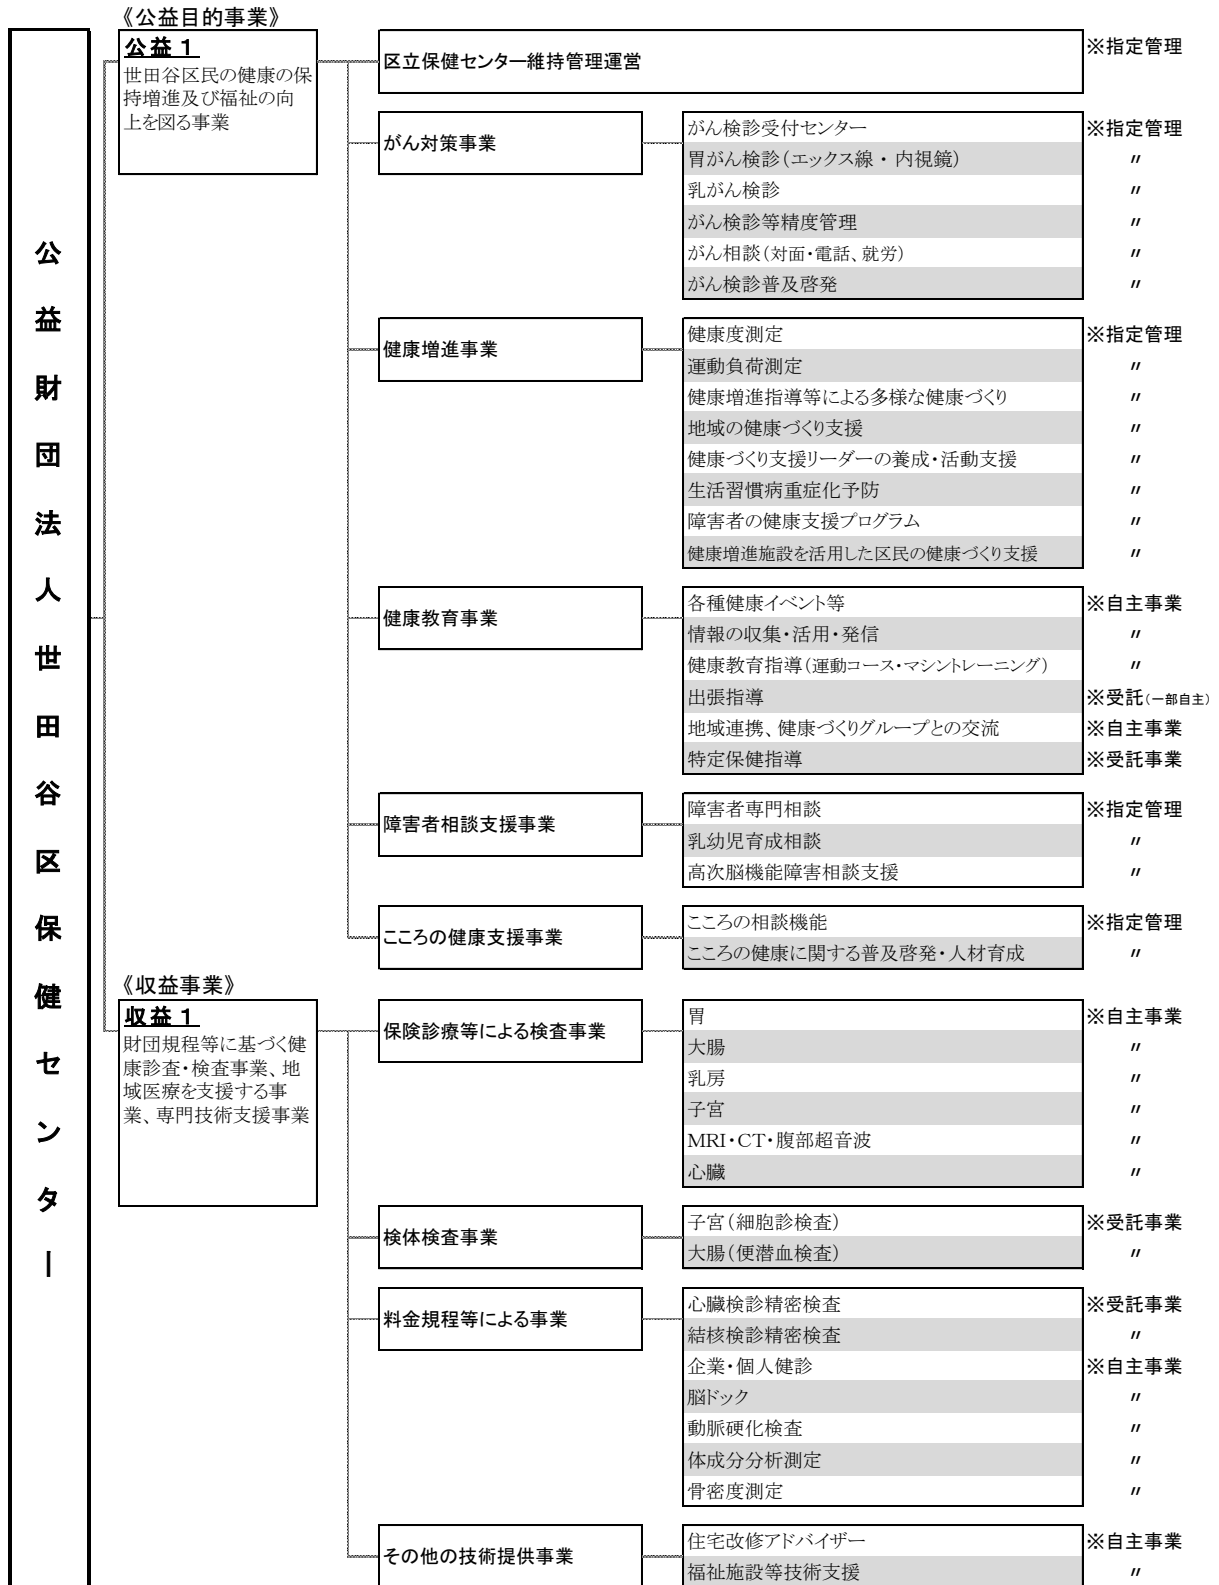 公益財団法人世田谷区保健センター
《公益目的事業》
公益1
世田谷区民の健康の保
持増進及び福祉の向
上を図る事業
区立保健センター維持管理運営
※指定管理
がん対策事業
がん検診受付センター
※指定管理
胃がん検診(エックス線・内視鏡)
〃
乳がん検診
〃
がん検診等精度管理
〃
がん相談(対面・電話、就労)
〃
がん検診普及啓発
〃
健康増進事業
健康度測定
※指定管理
運動負荷測定
〃
健康増進指導等による多様な健康づくり
〃
地域の健康づくり支援
〃
健康づくり支援リーダーの養成・活動支援
〃
生活習慣病重症化予防
〃
障害者の健康支援プログラム
〃
健康増進施設を活用した区民の健康づくり支援
〃
健康教育事業
各種健康イベント等
※自主事業
情報の収集・活用・発信
〃
健康教育指導(運動コース・マシントレーニング)
〃
出張指導
※受託(一部自主)
地域連携、健康づくりグループとの交流
※自主事業
特定保健指導
※受託事業
障害者相談支援事業
障害者専門相談
※指定管理
乳幼児育成相談
〃
高次脳機能障害相談支援
〃
こころの健康支援事業
こころの相談機能
※指定管理
こころの健康に関する普及啓発・人材育成
〃
《収益事業》
収益1
財団規程等に基づく健
康診査・検査事業、地
域医療を支援する事
業、専門技術支援事業
保険診療等による検査事業
胃
※自主事業
大腸
〃
乳房
〃
子宮
〃
MRI・CT・腹部超音波
〃
心臓
〃
検体検査事業
子宮(細胞診検査)
※受託事業
大腸(便潜血検査)
〃
料金規程等による事業
心臓検診精密検査
※受託事業
結核検診精密検査
〃
企業・個人健診
※自主事業
脳ドック
〃
動脈硬化検査
〃
体成分分析測定
〃
骨密度測定
〃
その他の技術提供事業
住宅改修アドバイザー
※自主事業
福祉施設等技術支援
〃